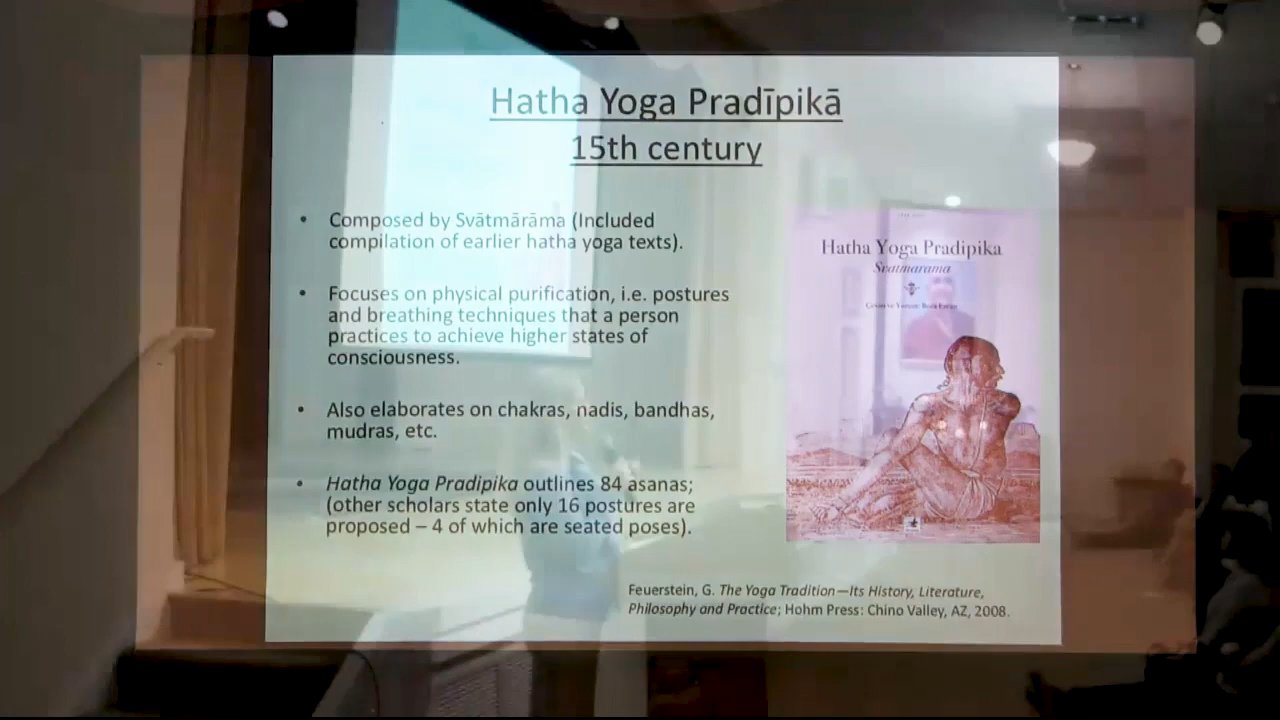 Hatha Yoga Pradīpikā
15th century
• Composed by Svātmārāma (Included
compilation of earlier hatha yoga texts).
• Focuses on physical purification, i.e. postures
and breathing techniques that a person
practices to achieve higher states of
consciousness.
• Also elaborates on chakras, nadis, bandhas,
mudras, etc.
• Hatha Yoga Pradipika outlines 84 asanas;
(other scholars state only 16 postures are
proposed – 4 of which are seated poses).
Hatha Yoga Pradipika
Svatmarama
Feuerstein, G. The Yoga Tradition—Its History, Literature,
Philosophy and Practice; Hohm Press: Chino Valley, AZ, 2008.